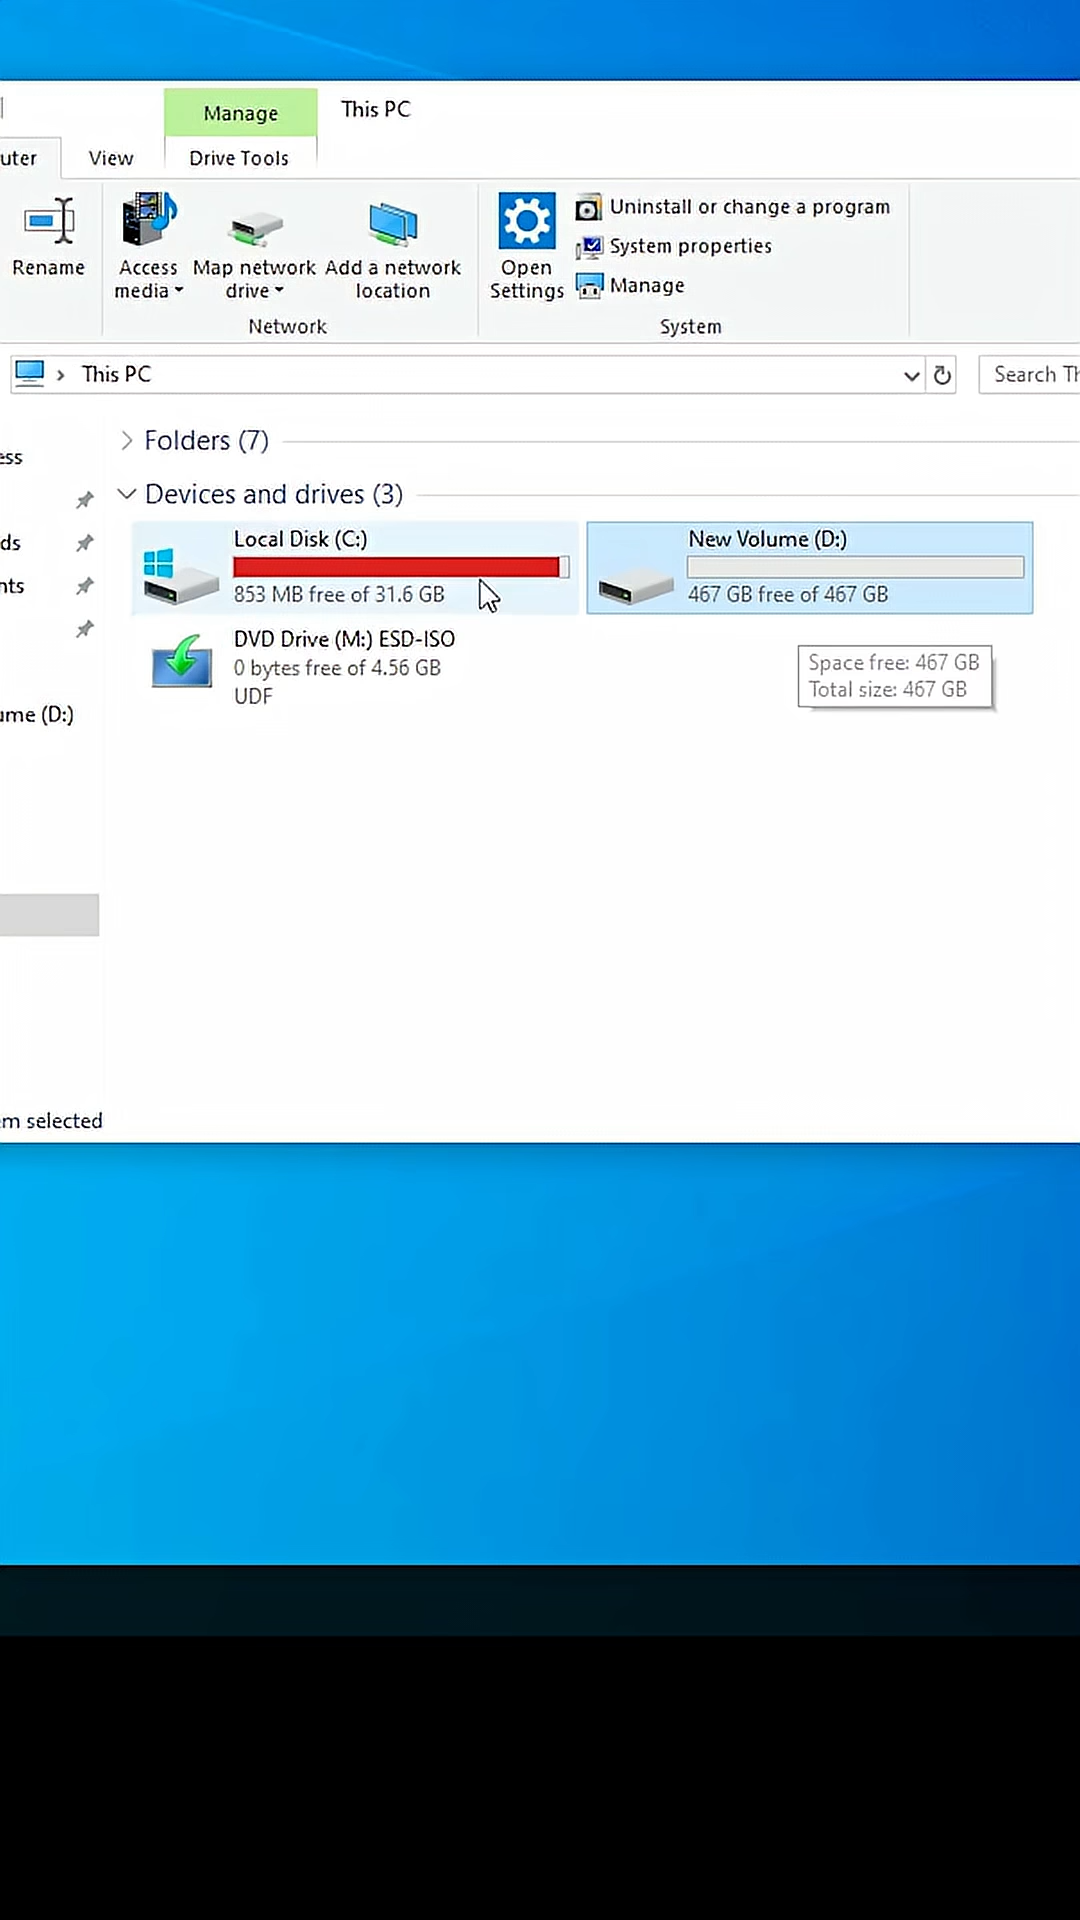 Manage
This PC
uter
View
Drive Tools
Rename
Access
media
Map network
drive
Add a network
location
Open
Settings
Uninstall or change a program
System properties
Manage
Network
System
This PC
Search Th
Folders (7)
ess
Devices and drives (3)
ds
nts
Local Disk (C:)
853 MB free of 31.6 GB
New Volume (D:)
467 GB free of 467 GB
DVD Drive (M:) ESD-ISO
0 bytes free of 4.56 GB
UDF
Space free: 467 GB
Total size: 467 GB
ume (D:)
em selected